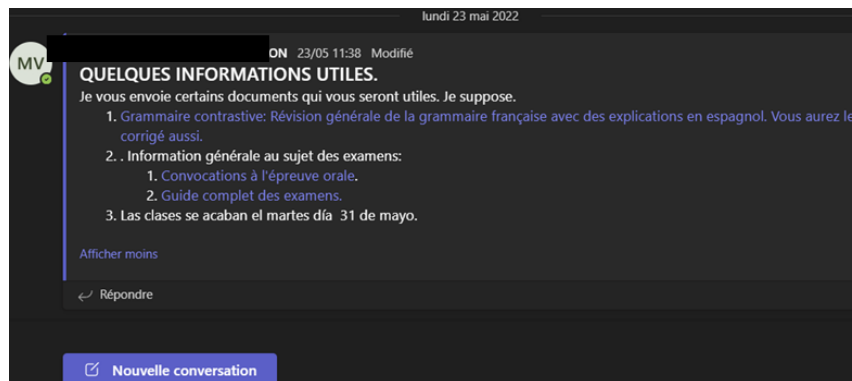 lundi 23 mai 2022
MV
ON 23/05 11:38 Modifié
QUELQUES INFORMATIONS UTILES.
Je vous envoie certains documents qui vous seront utiles. Je suppose.
1. Grammaire contrastive: Révision générale de la grammaire française avec des explications en espagnol. Vous aurez le
corrigé aussi.
2. . Information générale au sujet des examens:
1. Convocations à l'épreuve orale.
2. Guide complet des examens.
3. Las clases se acaban el martes día 31 de mayo.
Afficher moins
Répondre
Nouvelle conversation